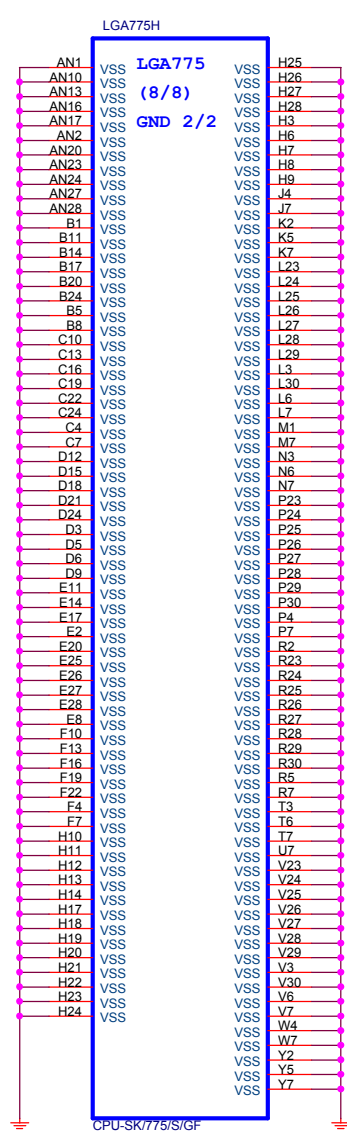 LGA775H
AN1 VSS LGA775 VSS H25
AN10 VSS VSS H26
AN13 VSS (8/8) VSS H27
AN16 VSS VSS H28
AN17 VSS GND 2/2 VSS H3
AN2 VSS VSS H6
AN20 VSS VSS H7
AN23 VSS VSS H8
AN24 VSS VSS H9
AN27 VSS VSS J4
AN28 VSS VSS J7
B1 VSS VSS K2
B11 VSS VSS K5
B14 VSS VSS K7
B17 VSS VSS L23
B20 VSS VSS L24
B24 VSS VSS L25
B5 VSS VSS L26
B8 VSS VSS L27
C10 VSS VSS L28
C13 VSS VSS L29
C16 VSS VSS L3
C19 VSS VSS L30
C22 VSS VSS L6
C24 VSS VSS L7
C4 VSS VSS M1
C7 VSS VSS M7
D12 VSS VSS N3
D15 VSS VSS N6
D18 VSS VSS N7
D21 VSS VSS P23
D24 VSS VSS P24
D3 VSS VSS P25
D5 VSS VSS P26
D6 VSS VSS P27
D9 VSS VSS P28
E11 VSS VSS P29
E14 VSS VSS P30
E17 VSS VSS P4
E2 VSS VSS P7
E20 VSS VSS R2
E25 VSS VSS R23
E26 VSS VSS R24
E27 VSS VSS R25
E28 VSS VSS R26
E8 VSS VSS R27
F10 VSS VSS R28
F13 VSS VSS R29
F16 VSS VSS R30
F19 VSS VSS R5
F22 VSS VSS R7
F4 VSS VSS T3
F7 VSS VSS T6
H10 VSS VSS T7
H11 VSS VSS U7
H12 VSS VSS V23
H13 VSS VSS V24
H14 VSS VSS V25
H17 VSS VSS V26
H18 VSS VSS V27
H19 VSS VSS V28
H20 VSS VSS V29
H21 VSS VSS V3
H22 VSS VSS V30
H23 VSS VSS V6
H24 VSS VSS V7
VSS W4
VSS W7
VSS Y2
VSS Y5
VSS Y7
CPU-SK/775/S/GF